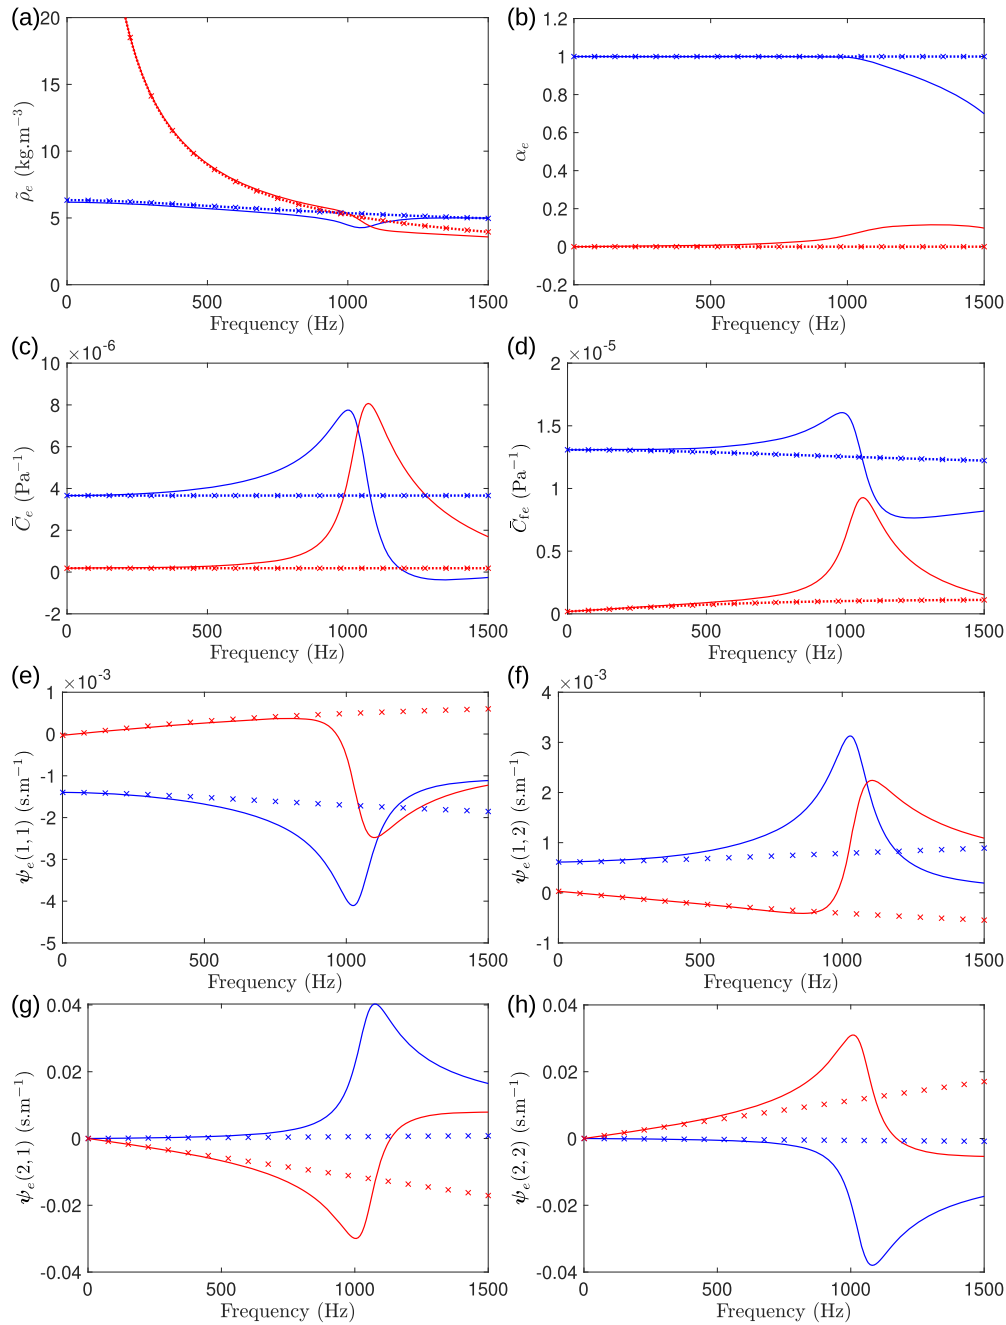 (a)
20
15
10
5
0
ρ̃e (kg.m−3)
0 500 1000 1500
Frequency (Hz)
(b)
1.2
1
0.8
0.6
0.4
0.2
0
-0.2
αe
0 500 1000 1500
Frequency (Hz)
(c)
×10-6
10
8
6
4
2
0
-2
C̄e (Pa−1)
0 500 1000 1500
Frequency (Hz)
(d)
×10-5
2
1.5
1
0.5
0
C̄fe (Pa−1)
0 500 1000 1500
Frequency (Hz)
(e)
×10-3
1
0
-1
-2
-3
-4
-5
ψe(1, 1) (s.m−1)
0 500 1000 1500
Frequency (Hz)
(f)
×10-3
4
3
2
1
0
-1
ψe(1, 2) (s.m−1)
0 500 1000 1500
Frequency (Hz)
(g)
0.04
0.02
0
-0.02
-0.04
ψe(2, 1) (s.m−1)
0 500 1000 1500
Frequency (Hz)
(h)
0.04
0.02
0
-0.02
-0.04
ψe(2, 2) (s.m−1)
0 500 1000 1500
Frequency (Hz)